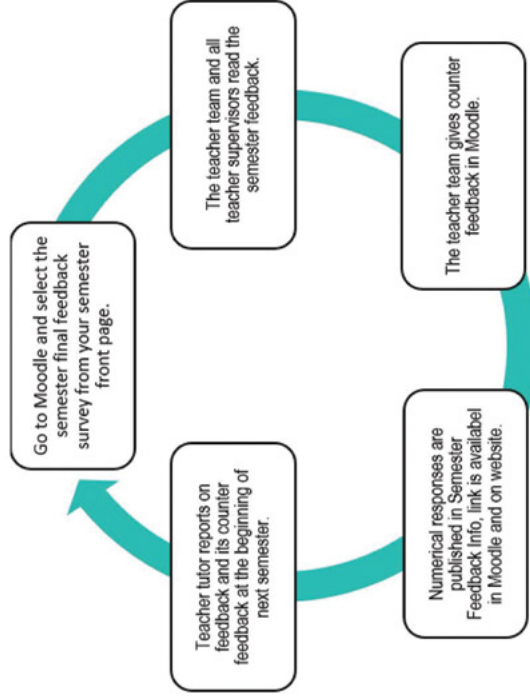 Go to Moodle and select the
semester final feedback
survey from your semester
front page.
The teacher team and all
teacher supervisors read the
semester feedback.
The teacher team gives counter
feedback in Moodle.
Numerical responses are
published in Semester
Feedback Info, link is availabel
in Moodle and on website.
Teacher tutor reports on
feedback and its counter
feedback at the beginning of
next semester.